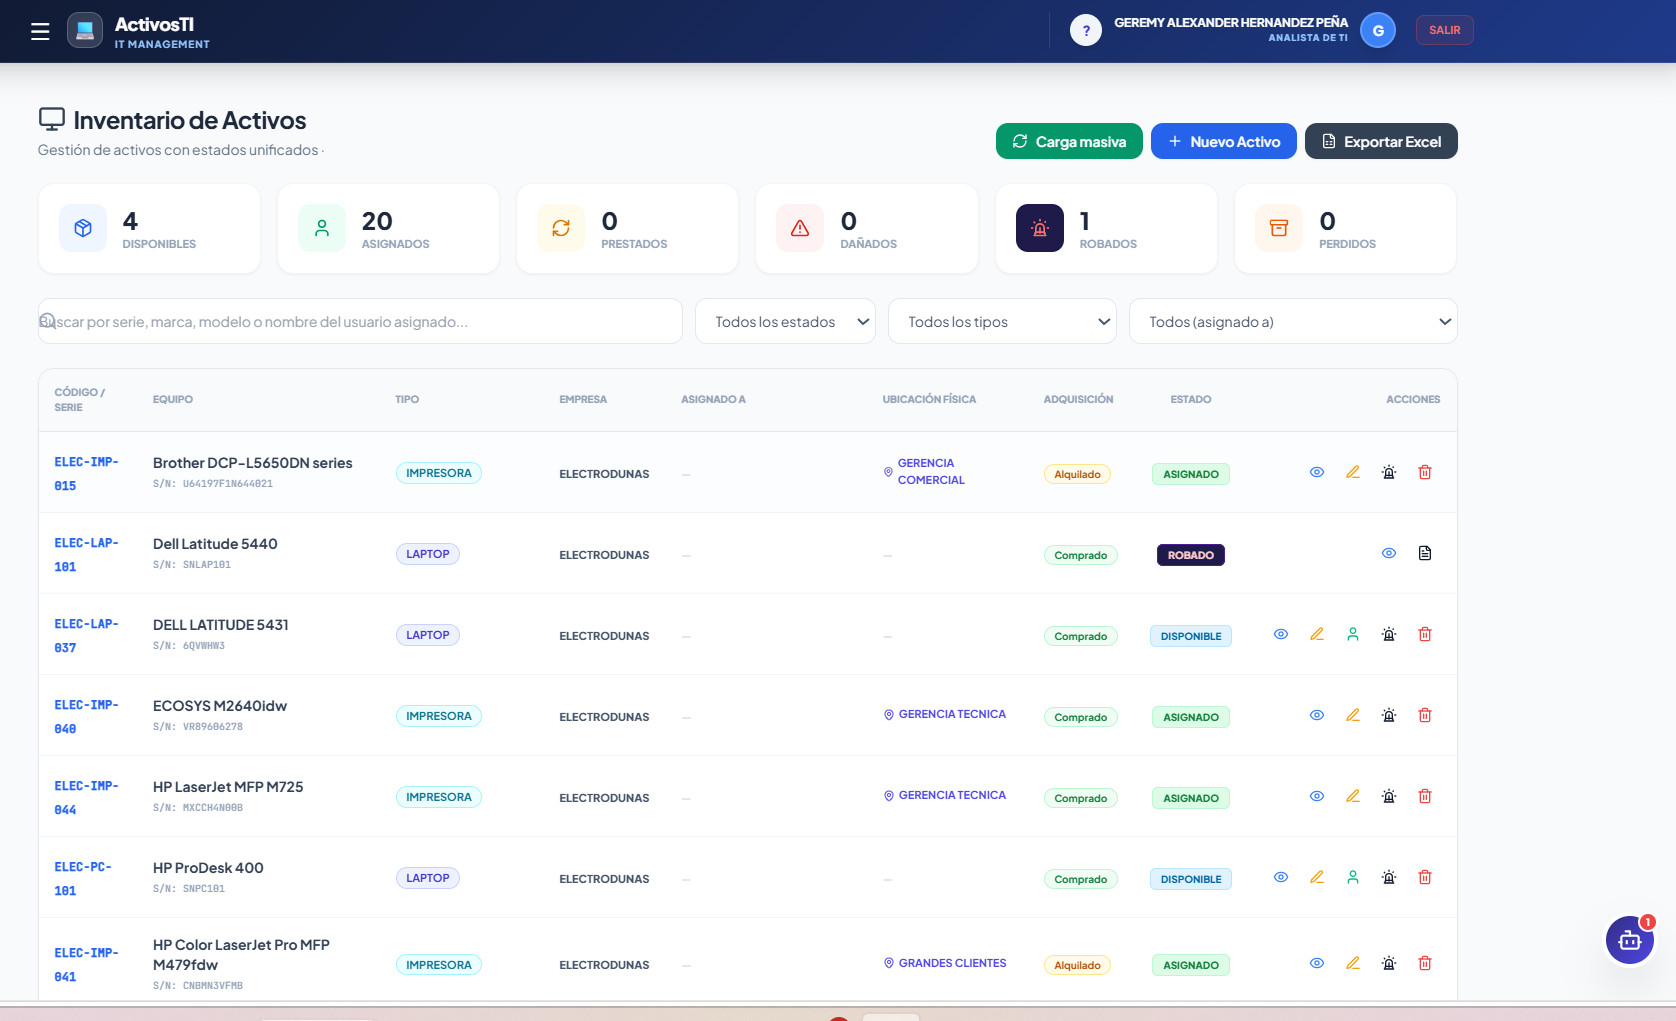 ActivosTI
IT MANAGEMENT
?
GEREMY ALEXANDER HERNANDEZ PEÑA
ANALISTA DE TI
G
SALIR
Inventario de Activos
Gestión de activos con estados unificados ·
Carga masiva
Nuevo Activo
Exportar Excel
4
DISPONIBLES
20
ASIGNADOS
0
PRESTADOS
0
DAÑADOS
1
ROBADOS
0
PERDIDOS
Buscar por serie, marca, modelo o nombre del usuario asignado...
Todos los estados
Todos los tipos
Todos (asignado a)
CÓDIGO / SERIE EQUIPO TIPO EMPRESA ASIGNADO A UBICACIÓN FÍSICA ADQUISICIÓN ESTADO ACCIONES
ELEC-IMP-015 Brother DCP-L5650DN series IMPRESORA ELECTRODUNAS — GERENCIA COMERCIAL Alquilado ASIGNADO
S/N: U64197F1N644021
ELEC-LAP-101 Dell Latitude 5440 LAPTOP ELECTRODUNAS — — Comprado ROBADO
S/N: SNLAP101
ELEC-LAP-037 DELL LATITUDE 5431 LAPTOP ELECTRODUNAS — — Comprado DISPONIBLE
S/N: 6QVWHW3
ELEC-IMP-040 ECOSYS M2640idw IMPRESORA ELECTRODUNAS — GERENCIA TECNICA Comprado ASIGNADO
S/N: VR89606278
ELEC-IMP-044 HP LaserJet MFP M725 IMPRESORA ELECTRODUNAS — GERENCIA TECNICA Comprado ASIGNADO
S/N: MXCCH4N00B
ELEC-PC-101 HP ProDesk 400 LAPTOP ELECTRODUNAS — — Comprado DISPONIBLE
S/N: SNPC101
ELEC-IMP-041 HP Color LaserJet Pro MFP M479fdw IMPRESORA ELECTRODUNAS — GRANDES CLIENTES Alquilado ASIGNADO
S/N: CNBMN3VFMB
1